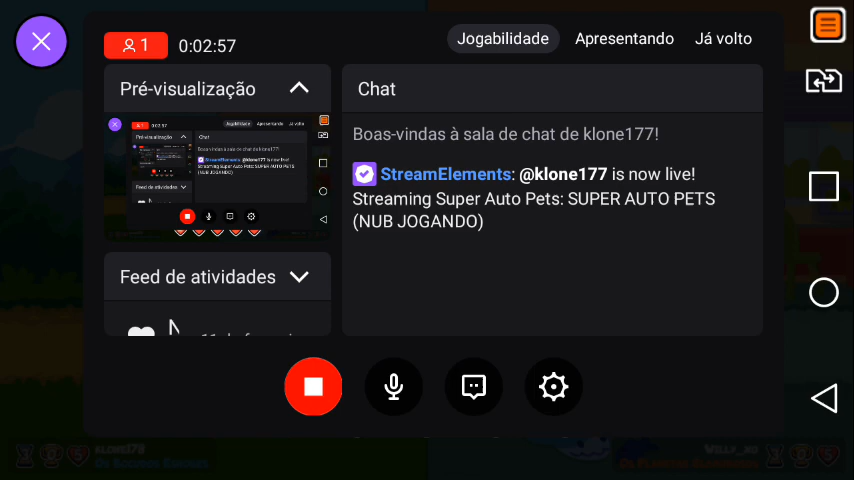 1 0:02:57 Jogabilidade Apresentando Já volto
Pré-visualização
Chat
Boas-vindas à sala de chat de klone177!
StreamElements: @klone177 is now live!
Streaming Super Auto Pets: SUPER AUTO PETS
(NUB JOGANDO)
Feed de atividades